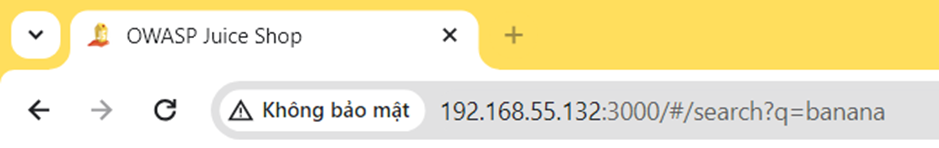 OWASP Juice Shop
Không bảo mật 192.168.55.132:3000/#/search?q=banana